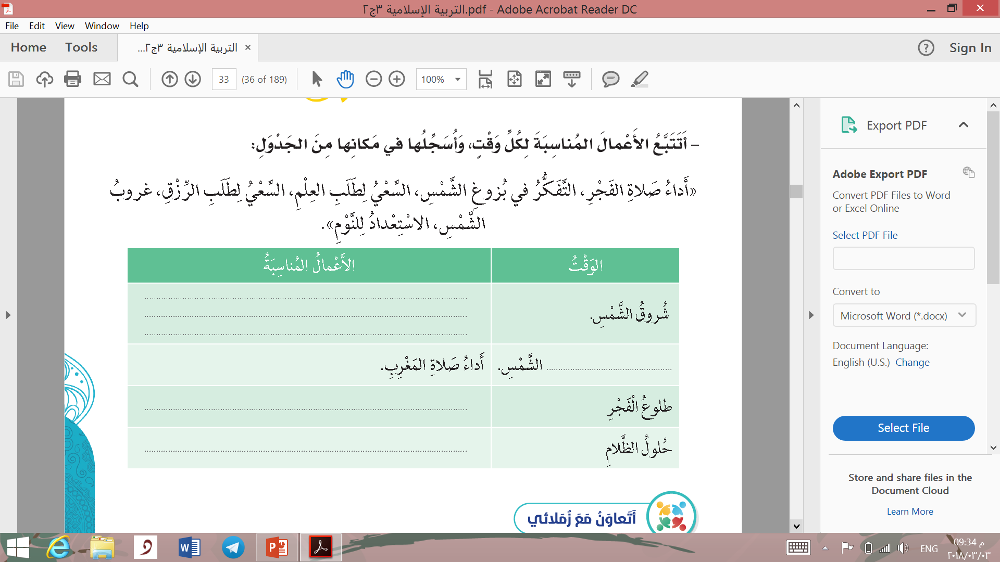 التربية الإسلامية ٣ج٢.pdf - Adobe Acrobat Reader DC
File Edit View Window Help
Home Tools التربية الإسلامية ٣ج٢... × ? Sign In
33 (36 of 189) 100%
– أَتَتَبَّعُ الأَعْمالَ المُناسِبَةَ لِكُلِّ وَقْتٍ، وَأُسَجِّلُها في مَكانِها مِنَ الجَدْوَلِ:
«أَداءُ صَلاةِ الفَجْرِ، التَّفَكُّرُ في بُزوغِ الشَّمْسِ، السَّعْيُ لِطَلَبِ العِلْمِ، السَّعْيُ لِطَلَبِ الرِّزْقِ، غروبُ
الشَّمْسِ، الاسْتِعْدادُ لِلنَّوْمِ».
الوَقْتُ الأَعْمالُ المُناسِبَةُ
شُروقُ الشَّمْسِ.
الشَّمْسِ. أَداءُ صَلاةِ المَغْرِبِ.
طلوعُ الْفَجْرِ
حُلولُ الظَّلامِ
أَتَعاوَنُ مَعَ زُمَلائي
Export PDF
Adobe Export PDF
Convert PDF Files to Word
or Excel Online
Select PDF File
Convert to
Microsoft Word (*.docx)
Document Language:
English (U.S.) Change
Select File
Store and share files in the
Document Cloud
Learn More
ENG
09:34 م
٢٠١٨/٠٣/٠٣